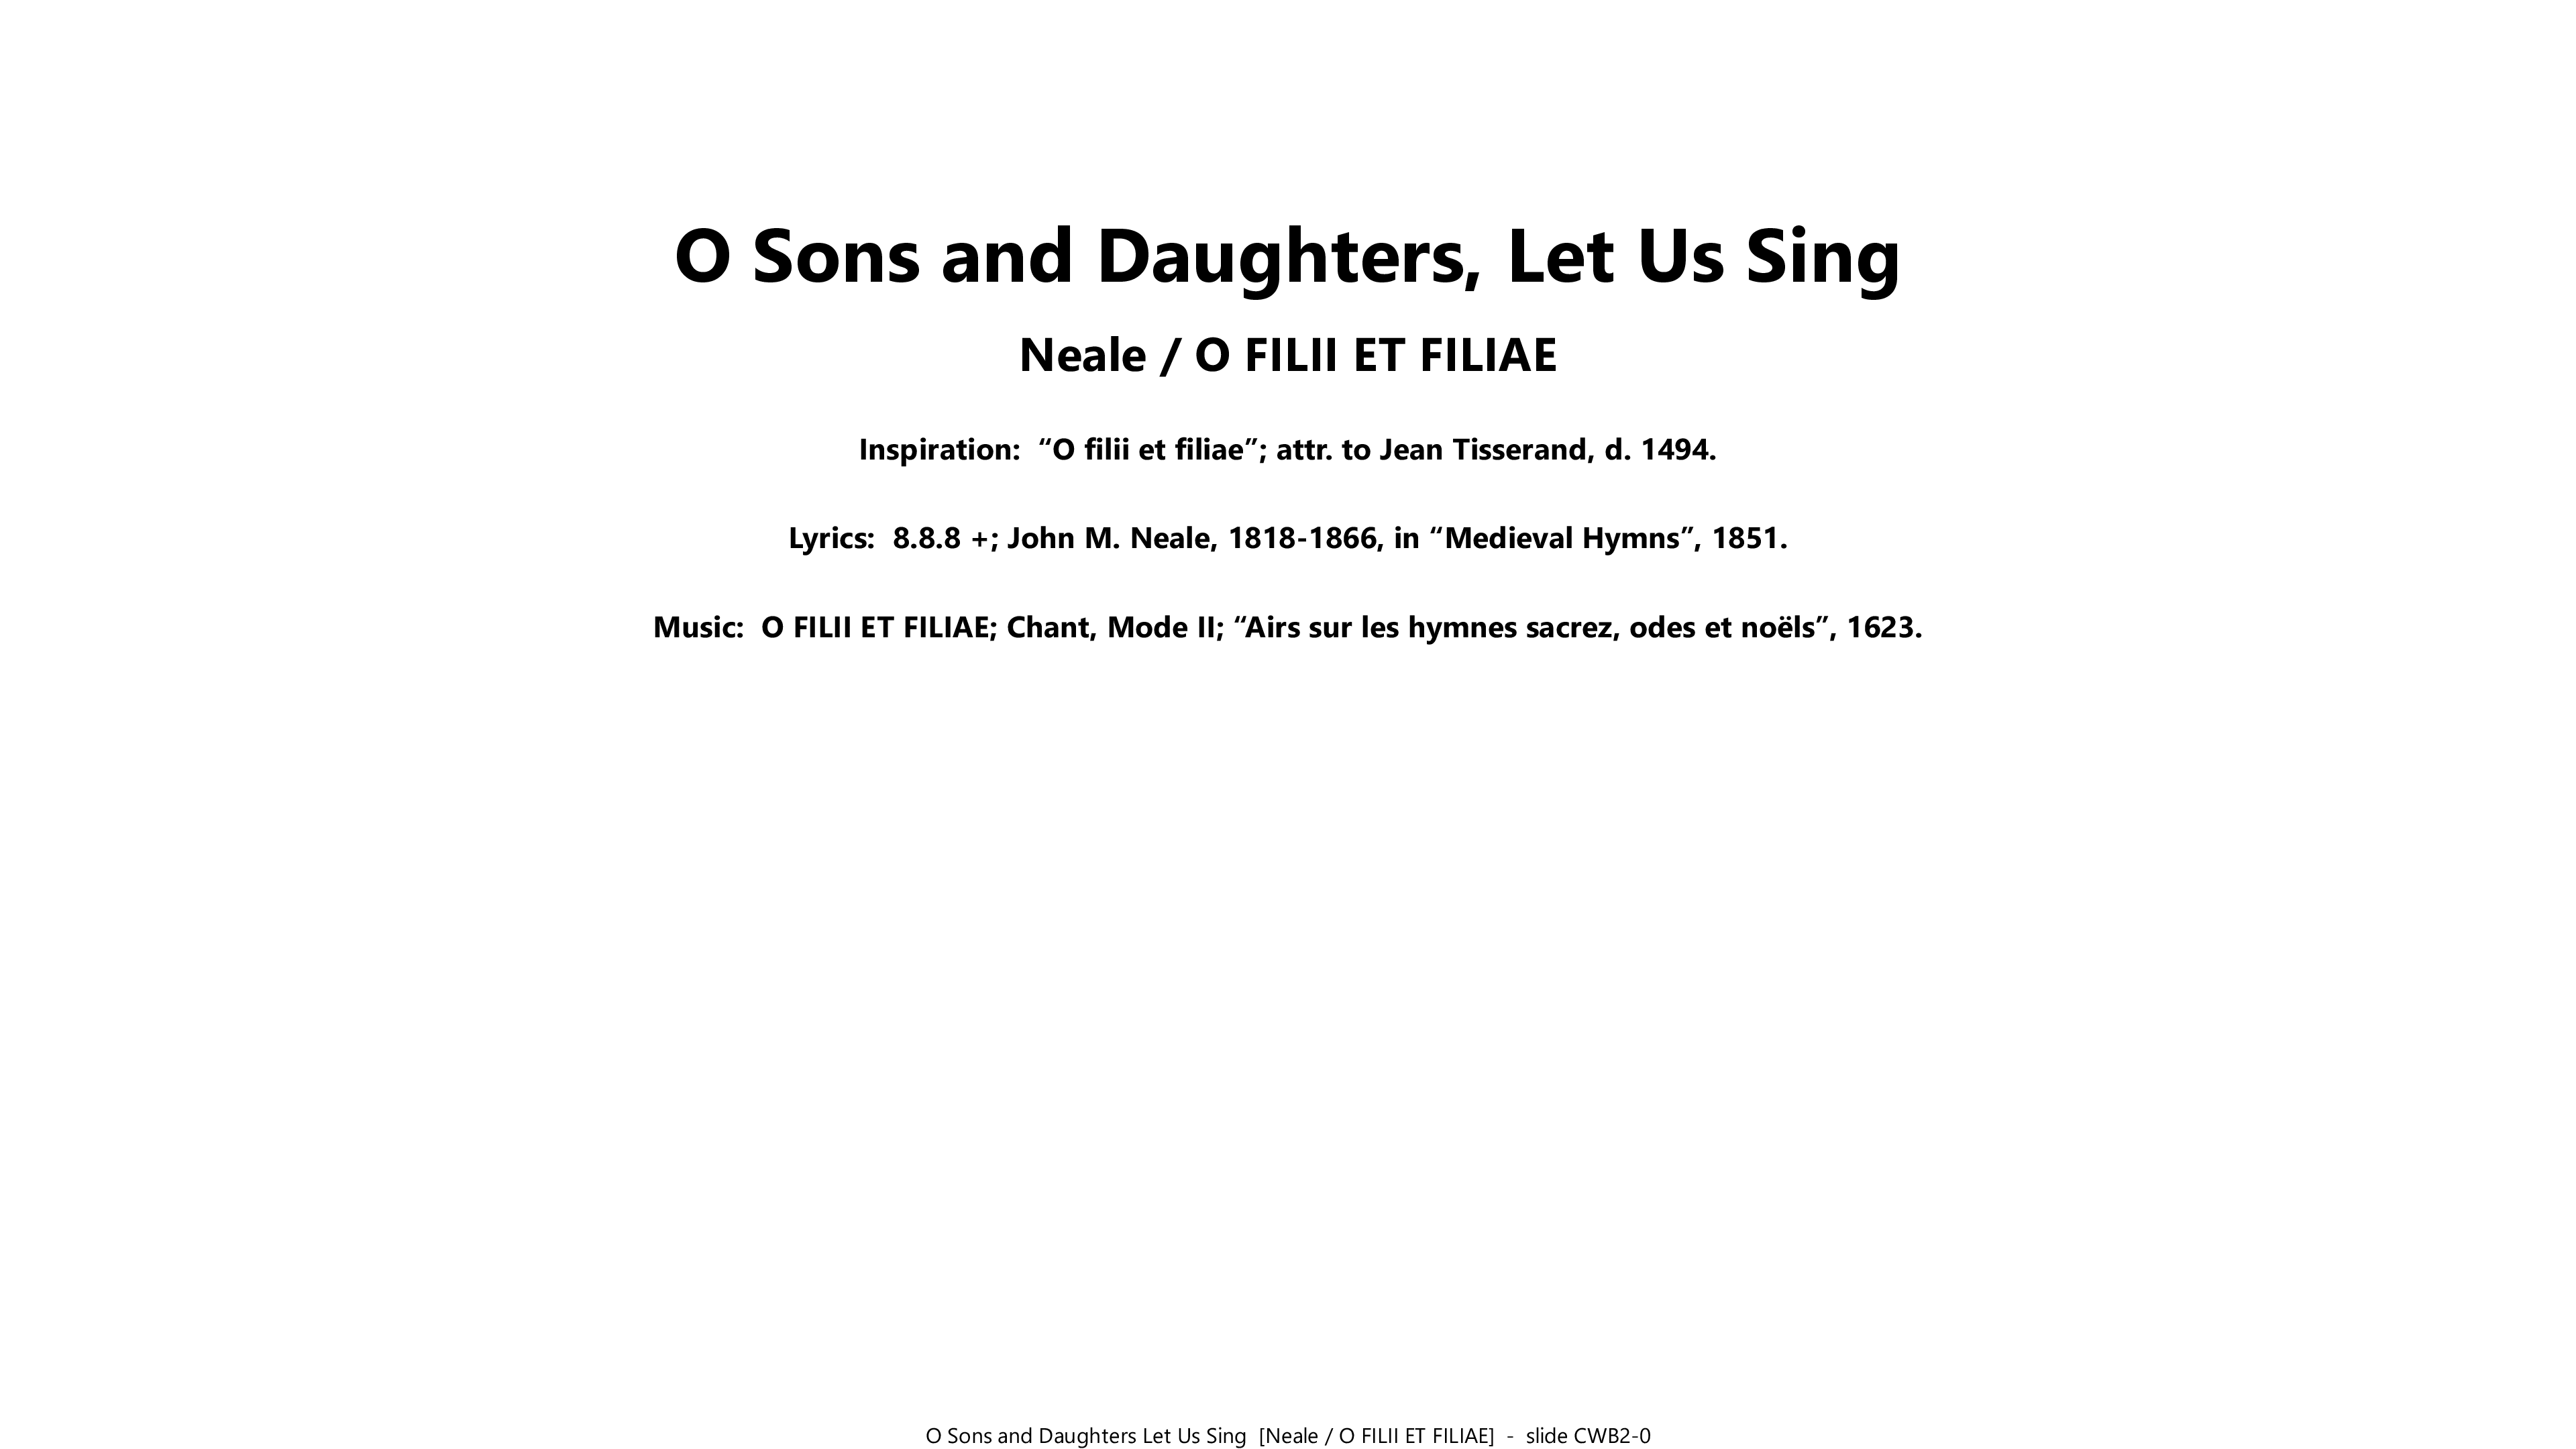 O Sons and Daughters, Let Us Sing
Neale / O FILII ET FILIAE
Inspiration:  “O filii et filiae”; attr. to Jean Tisserand, d. 1494.
Lyrics:  8.8.8 +; John M. Neale, 1818-1866, in “Medieval Hymns”, 1851.
Music:  O FILII ET FILIAE; Chant, Mode II; “Airs sur les hymnes sacrez, odes et noëls”, 1623.
O Sons and Daughters Let Us Sing  [Neale / O FILII ET FILIAE]  -  slide CWB2-0